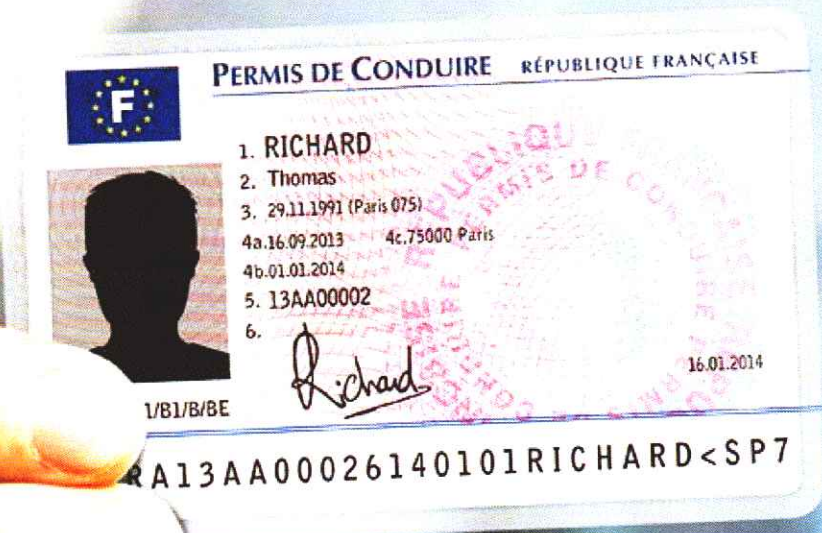 F
PERMIS DE CONDUIRE RÉPUBLIQUE FRANÇAISE
1. RICHARD
2. Thomas
3. 29.11.1991 (Paris 075)
4a.16.09.2013 4c.75000 Paris
4b.01.01.2014
5. 13AA00002
6.
Richard
16.01.2014
1/B1/B/BE
RA13AA00026140101RICHARD<SP7